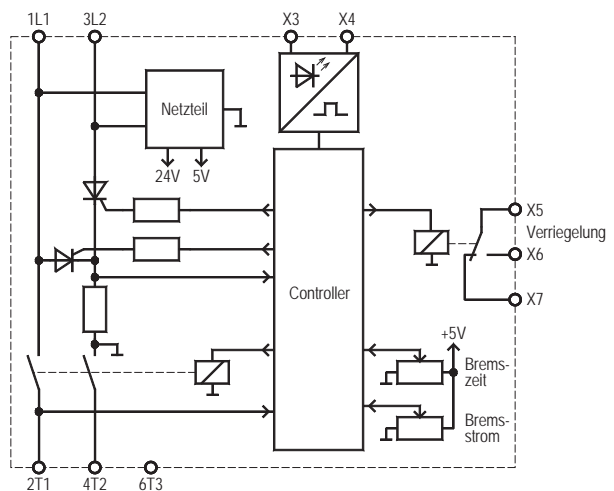 1L1 3L2 X3 X4
Netzteil
24V 5V
X5
Verriegelung
X6
X7
Controller
+5V
Brems-
zeit
Brems-
strom
2T1 4T2 6T3